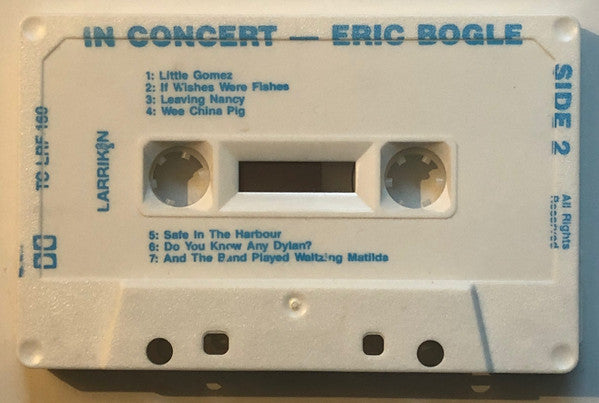 IN CONCERT — ERIC BOGLE
1: Little Gomez
2: If Wishes Were Fishes
3: Leaving Nancy
4: Wee China Pig
SIDE 2
TC LRF 160
LARRIKIN
5: Safe In The Harbour
6: Do You Know Any Dylan?
7: And The Band Played Waltzing Matilda
All Rights
Reserved